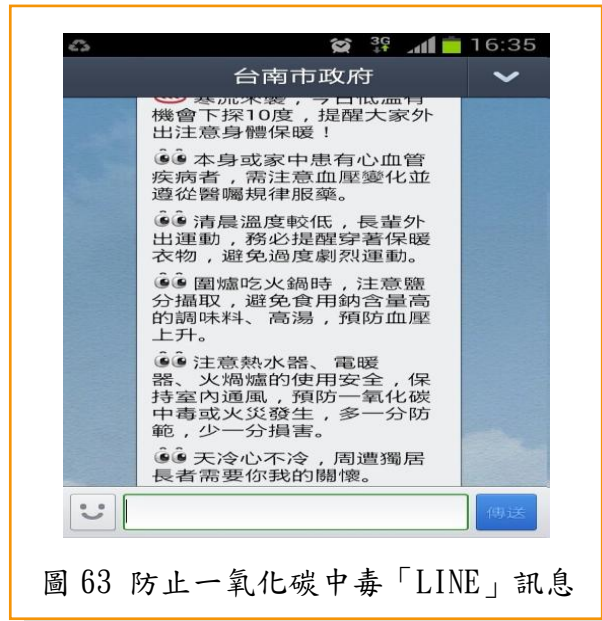 3G 16:35
台南市政府
寒流來襲，今日低溫有
機會下探10度，提醒大家外
出注意身體保暖！
本身或家中患有心血管
疾病者，需注意血壓變化並
遵從醫囑規律服藥。
清晨溫度較低，長輩外
出運動，務必提醒穿著保暖
衣物，避免過度劇烈運動。
圍爐吃火鍋時，注意鹽
分攝取，避免食用鈉含量高
的調味料、高湯，預防血壓
上升。
注意熱水器、電暖
器、火焗爐的使用安全，保
持室內通風，預防一氧化碳
中毒或火災發生，多一分防
範，少一分損害。
天冷心不冷，周遭獨居
長者需要你我的關懷。
傳送
圖 63 防止一氧化碳中毒「LINE」訊息